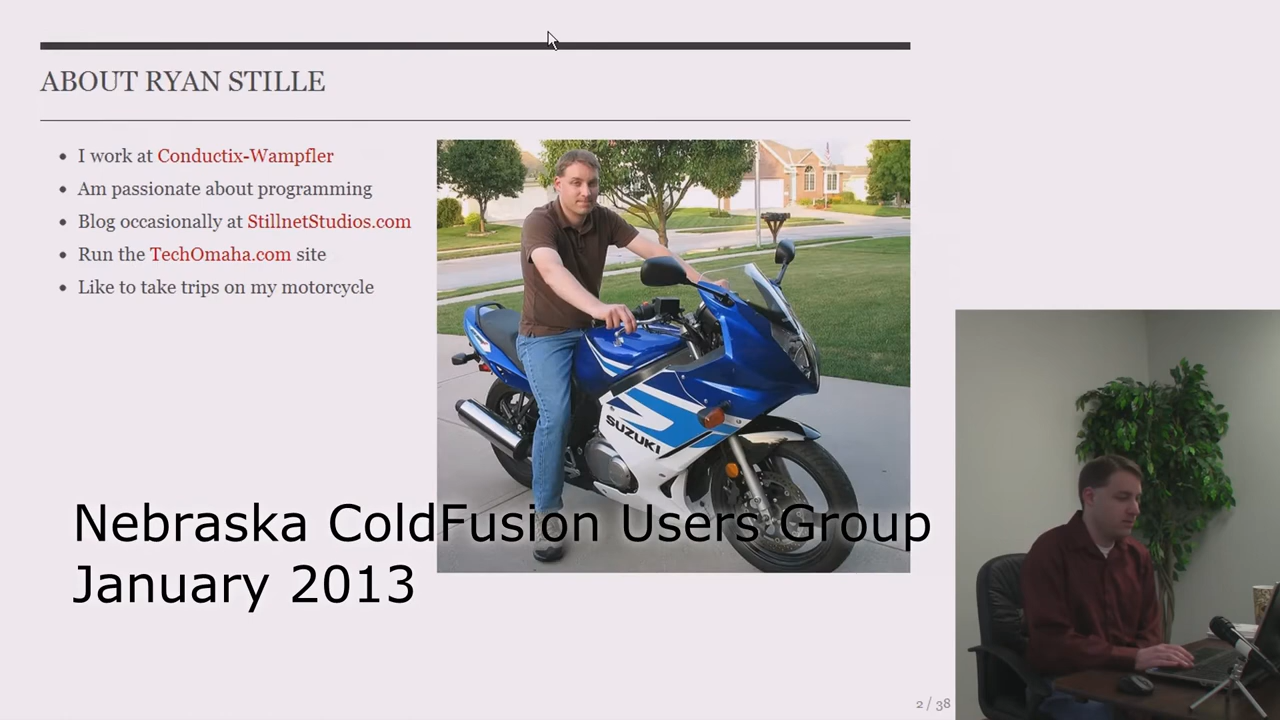 ABOUT RYAN STILLE
I work at Conductix-Wampfler
Am passionate about programming
Blog occasionally at StillnetStudios.com
Run the TechOmaha.com site
Like to take trips on my motorcycle
SUZUKI
Nebraska ColdFusion Users Group
January 2013
2 / 38